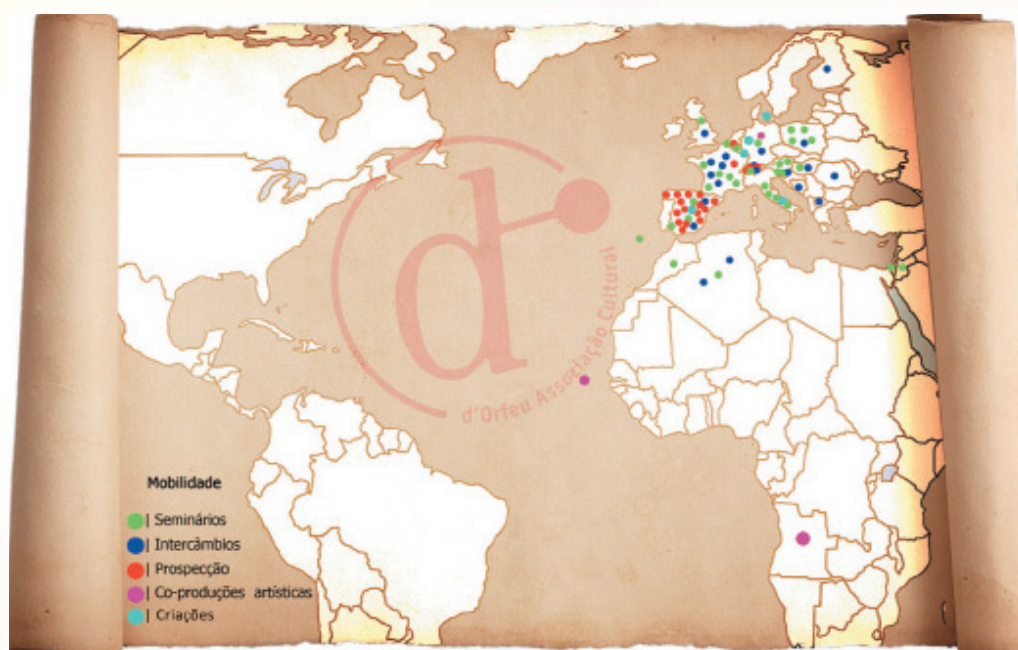 d'Orfeu Associação Cultural
Mobilidade
| Seminários
| Intercâmbios
| Prospecção
| Co-produções artísticas
| Criações